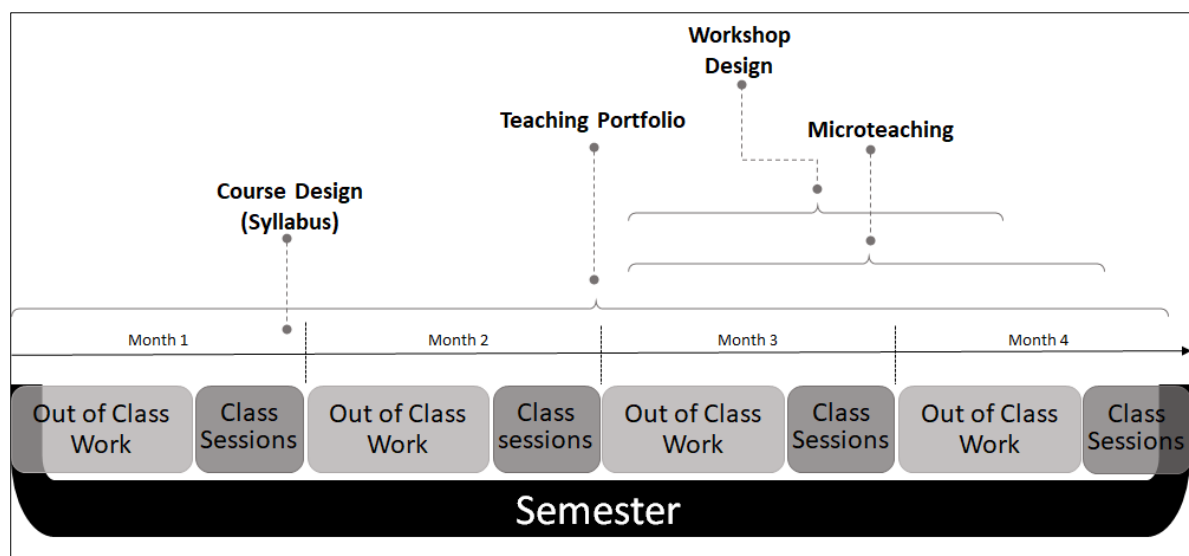 Workshop
Design
Teaching Portfolio
Microteaching
Course Design
(Syllabus)
Month 1
Month 2
Month 3
Month 4
Out of Class
Work
Class
Sessions
Out of Class
Work
Class
sessions
Out of Class
Work
Class
Sessions
Out of Class
Work
Class
Sessions
Semester